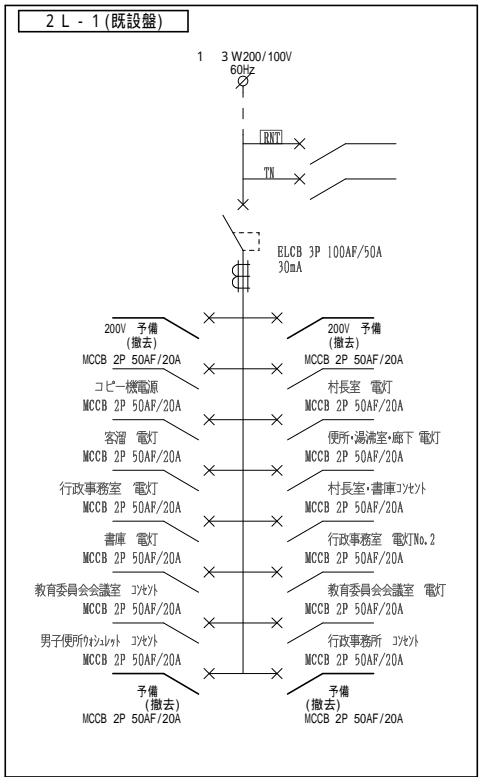 2 L - 1 (既設盤)
1 3 W200/100V
60Hz
RNT
TN
ELCB 3P 100AF/50A
30mA
200V 予備
(撤去)
MCCB 2P 50AF/20A
200V 予備
(撤去)
MCCB 2P 50AF/20A
コピー機電源
MCCB 2P 50AF/20A
村長室 電灯
MCCB 2P 50AF/20A
客溜 電灯
MCCB 2P 50AF/20A
便所・湯沸室・廊下 電灯
MCCB 2P 50AF/20A
行政事務室 電灯
MCCB 2P 50AF/20A
村長室・書庫コンセント
MCCB 2P 50AF/20A
書庫 電灯
MCCB 2P 50AF/20A
行政事務室 電灯No.2
MCCB 2P 50AF/20A
教育委員会会議室 コンセント
MCCB 2P 50AF/20A
教育委員会会議室 電灯
MCCB 2P 50AF/20A
男子便所ウォシュレット コンセント
MCCB 2P 50AF/20A
行政事務所 コンセント
MCCB 2P 50AF/20A
予備
(撤去)
MCCB 2P 50AF/20A
予備
(撤去)
MCCB 2P 50AF/20A